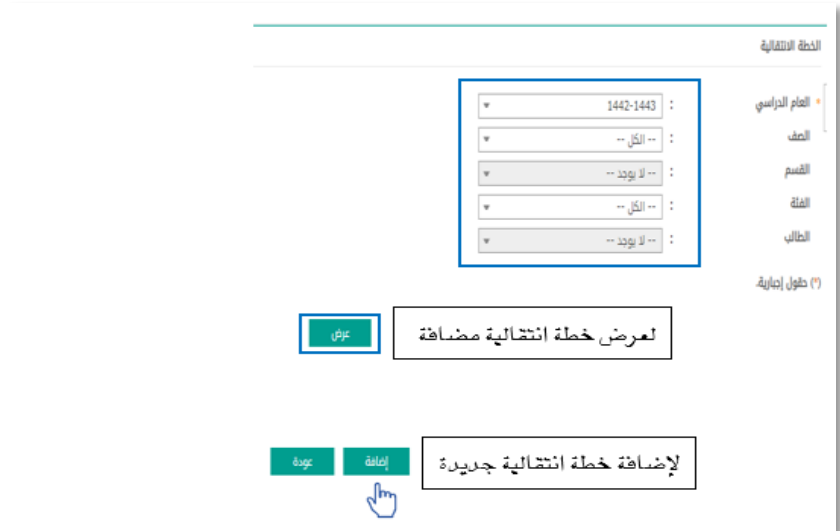 الخطة الانتقالية
* العام الدراسي : 1442-1443
الصف : -- الكل --
القسم : -- لا يوجد --
الفئة : -- الكل --
الطالب : -- لا يوجد --
(*) حقول إجبارية.
لعرض خطة انتقالية مضافة عرض
لإضافة خطة انتقالية جديدة إضافة عودة